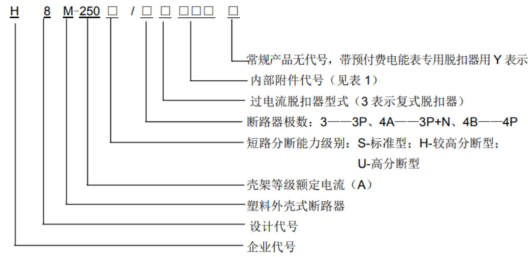 H 8 M-250□ /□ □ □□□ □
常规产品无代号，带预付费电能表专用脱扣器用 Y 表示
内部附件代号（见表 1）
过电流脱扣器型式（3 表示复式脱扣器）
断路器极数：3——3P、4A——3P+N、4B——4P
短路分断能力级别：S-标准型；H-较高分断型；
U-高分断型
壳架等级额定电流（A）
塑料外壳式断路器
设计代号
企业代号